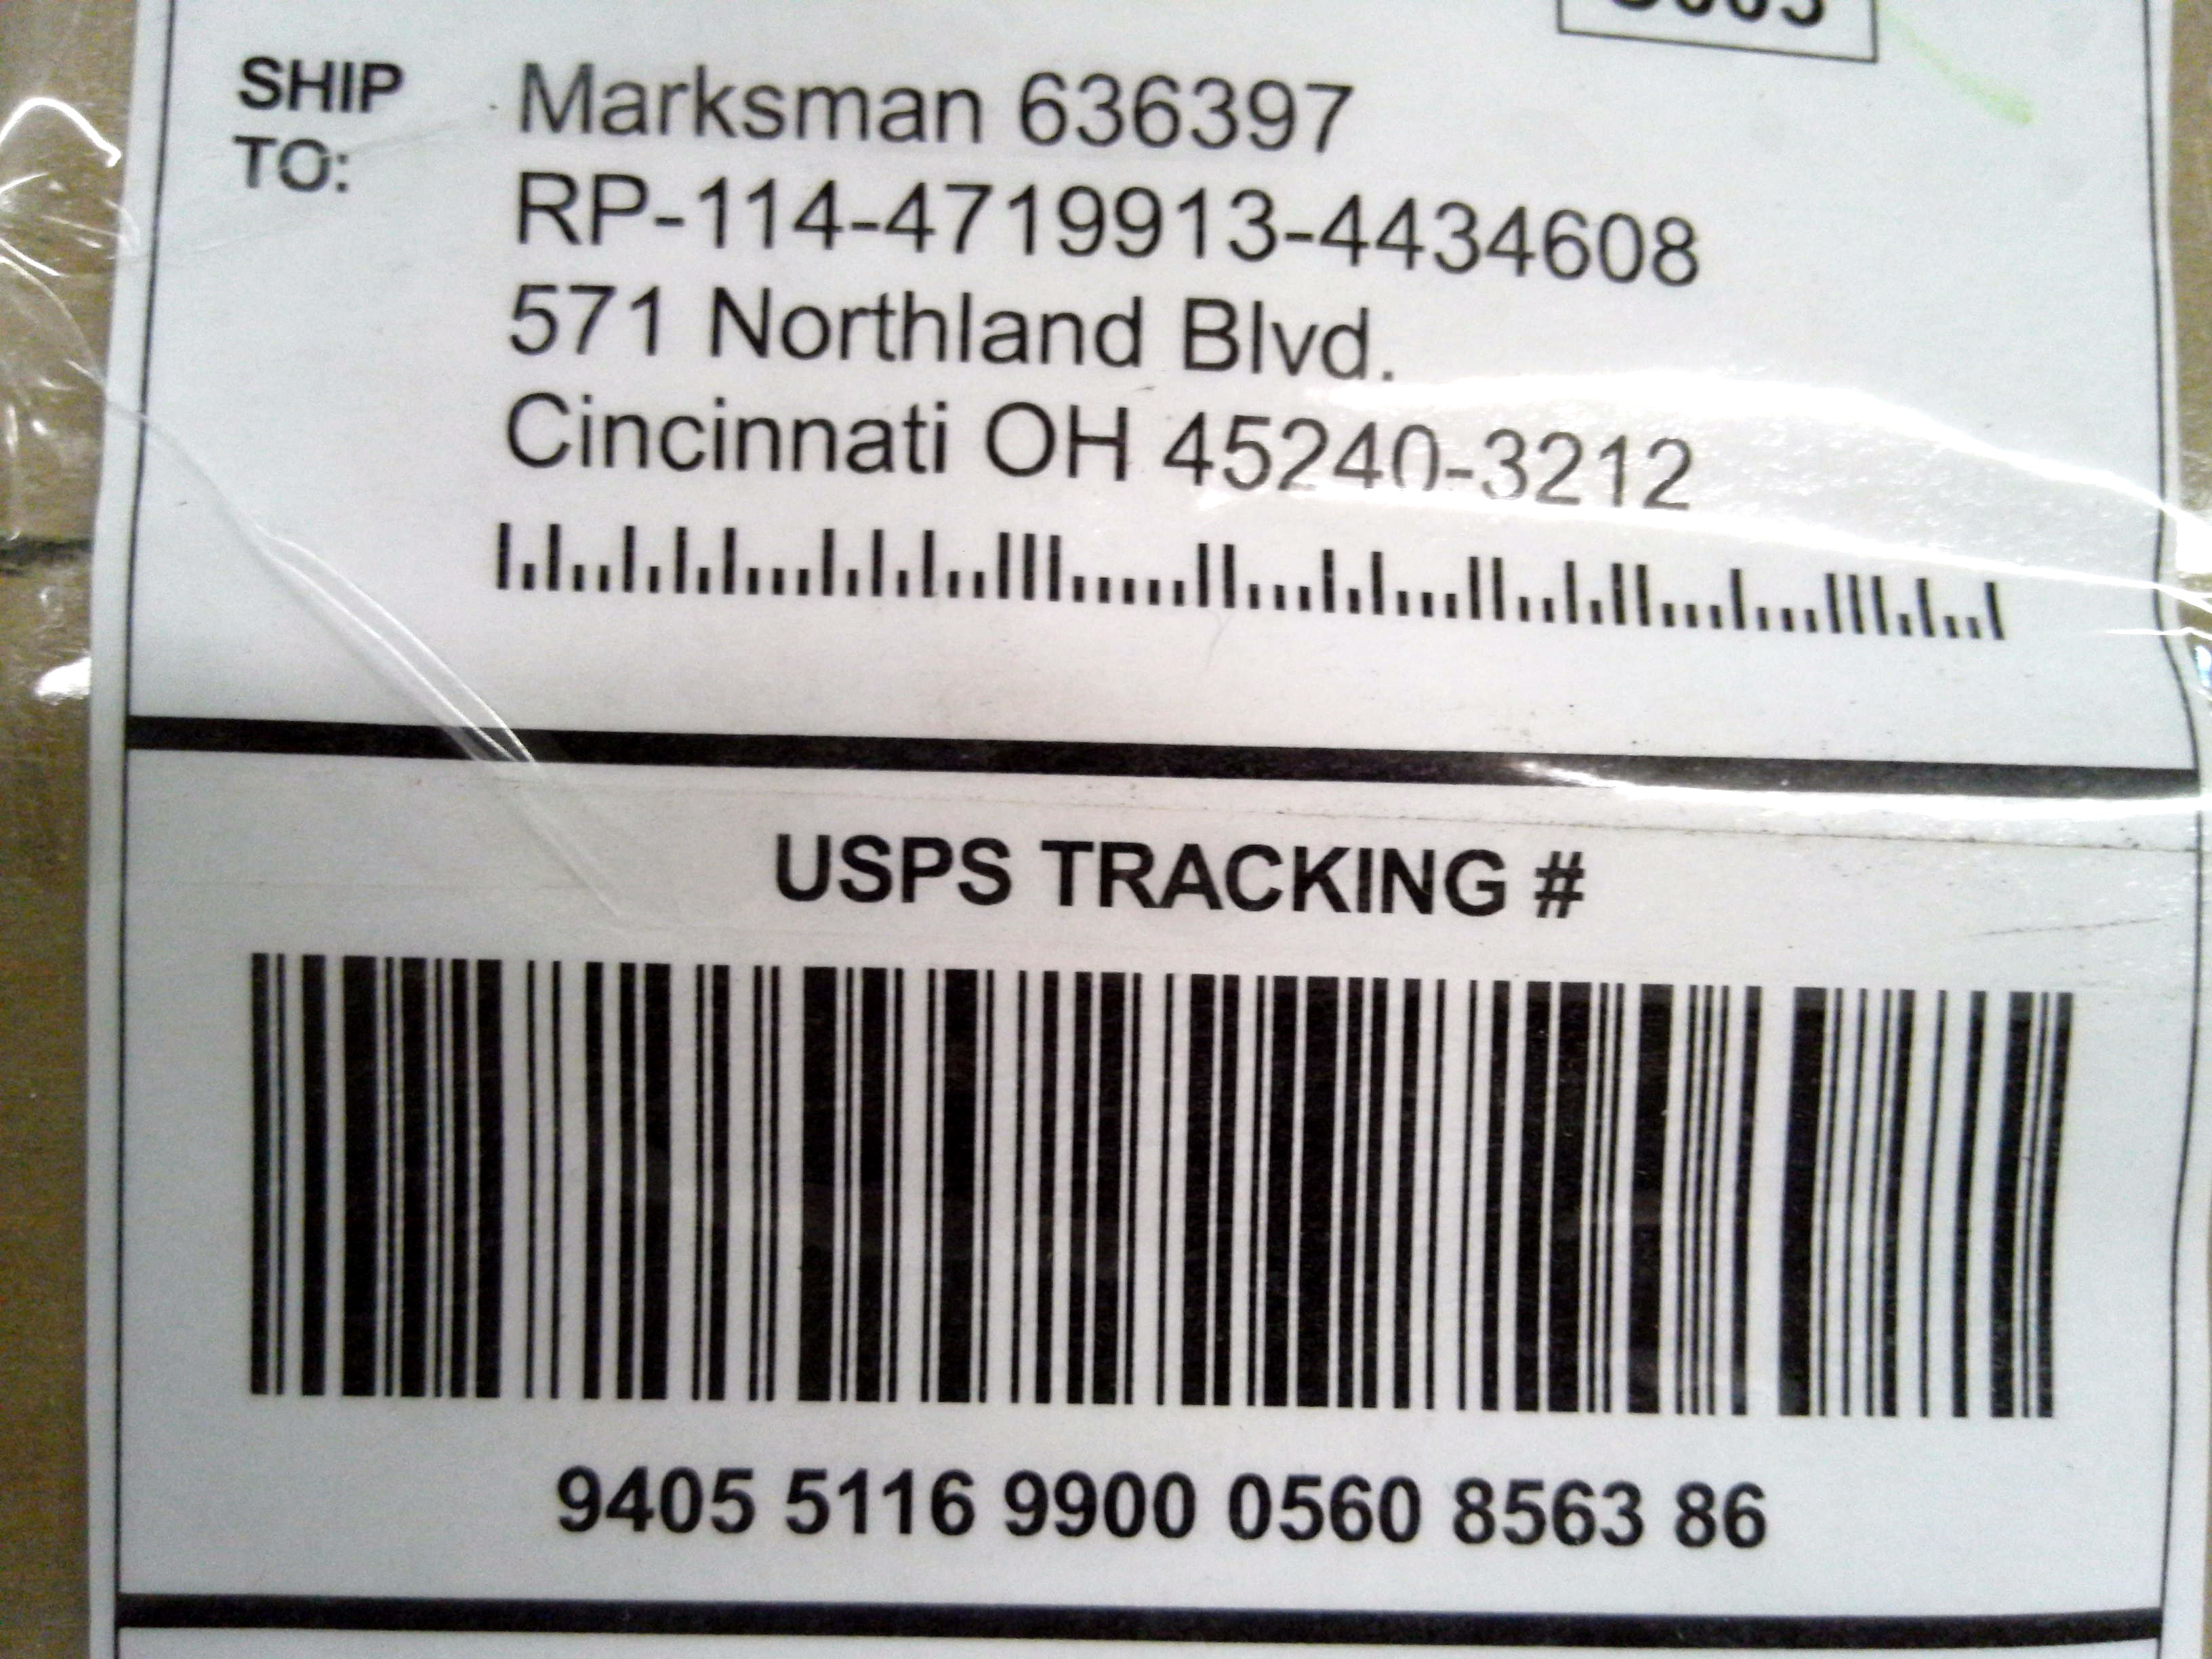 SHIP
TO:
Marksman 636397
RP-114-4719913-4434608
571 Northland Blvd.
Cincinnati OH 45240-3212
USPS TRACKING #
9405 5116 9900 0560 8563 86